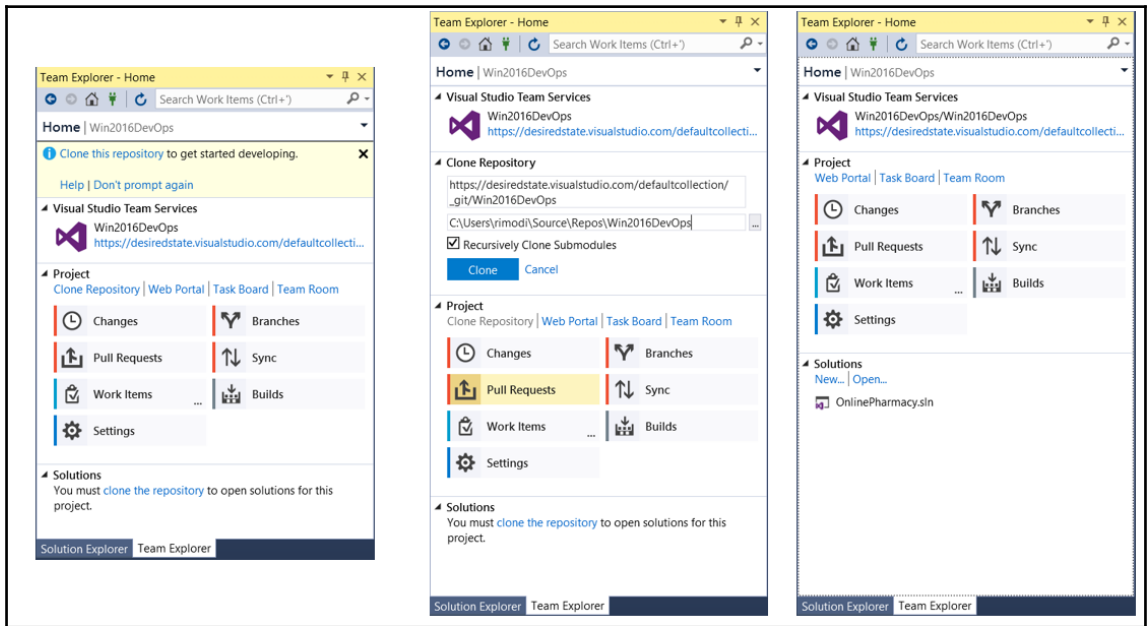 Team Explorer - Home
Search Work Items (Ctrl+')
Home | Win2016DevOps
Clone this repository to get started developing.
Help | Don't prompt again
Visual Studio Team Services
Win2016DevOps
https://desiredstate.visualstudio.com/defaultcollecti...
Project
Clone Repository | Web Portal | Task Board | Team Room
Changes
Branches
Pull Requests
Sync
Work Items
...
Builds
Settings
Solutions
You must clone the repository to open solutions for this
project.
Solution Explorer
Team Explorer
Team Explorer - Home
Search Work Items (Ctrl+')
Home | Win2016DevOps
Visual Studio Team Services
Win2016DevOps
https://desiredstate.visualstudio.com/defaultcollecti...
Clone Repository
https://desiredstate.visualstudio.com/defaultcollection/
_git/Win2016DevOps
C:\Users\rimodi\Source\Repos\Win2016DevOps
...
Recursively Clone Submodules
Clone
Cancel
Project
Clone Repository | Web Portal | Task Board | Team Room
Changes
Branches
Pull Requests
Sync
Work Items
...
Builds
Settings
Solutions
You must clone the repository to open solutions for this
project.
Solution Explorer
Team Explorer
Team Explorer - Home
Search Work Items (Ctrl+')
Home | Win2016DevOps
Visual Studio Team Services
Win2016DevOps/Win2016DevOps
https://desiredstate.visualstudio.com/defaultcollecti...
Project
Web Portal | Task Board | Team Room
Changes
Branches
Pull Requests
Sync
Work Items
...
Builds
Settings
Solutions
New... | Open...
OnlinePharmacy.sln
Solution Explorer
Team Explorer